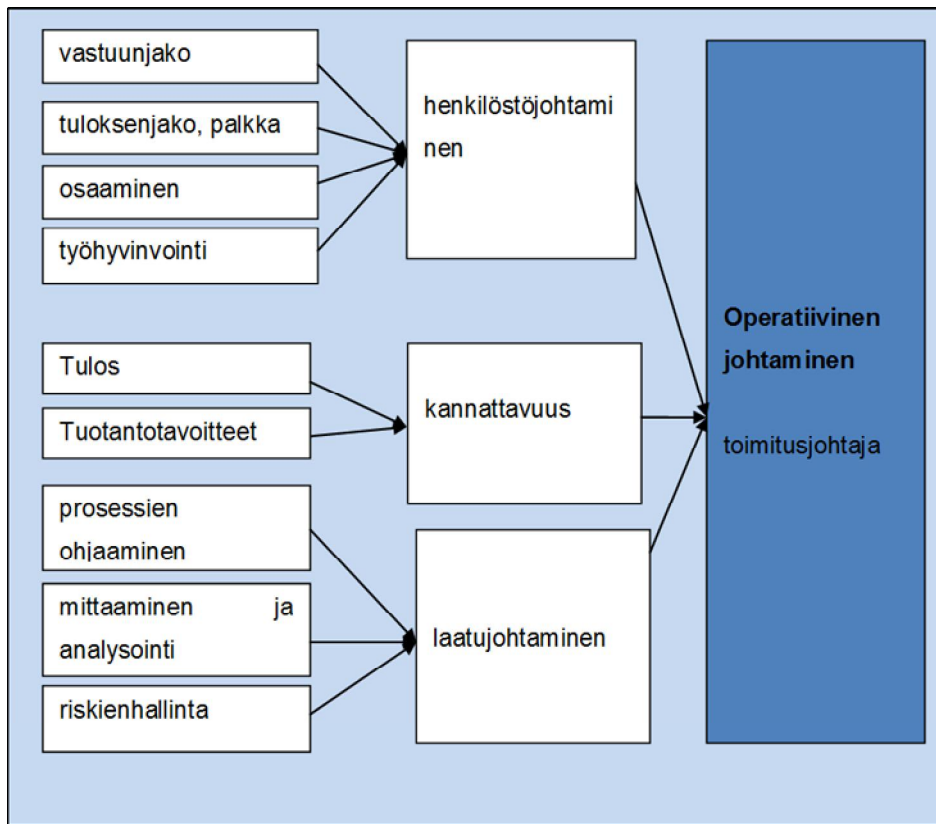 vastuunjako
tuloksenjako, palkka
osaaminen
työhyvinvointi
henkilöstöjohtami
nen
Tulos
Tuotantotavoitteet
kannattavuus
prosessien
ohjaaminen
mittaaminen ja
analysointi
riskienhallinta
laatujohtaminen
Operatiivinen
johtaminen
toimitusjohtaja